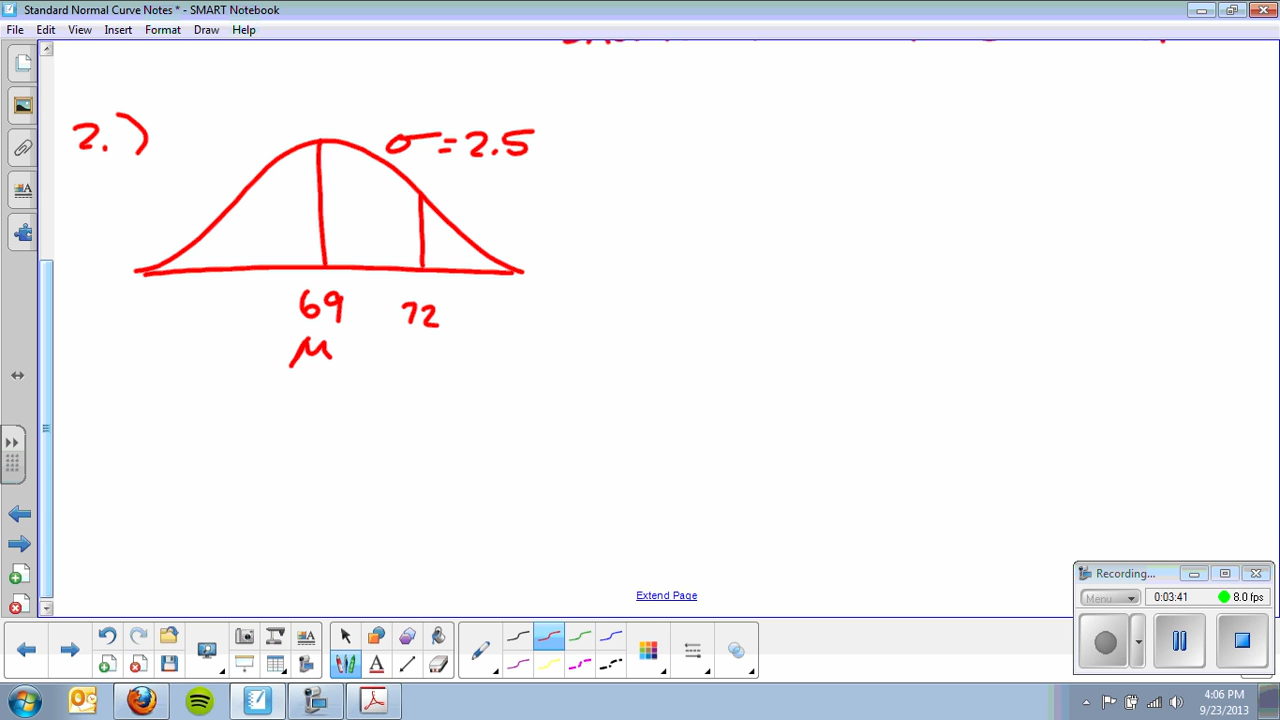 Standard Normal Curve Notes * - SMART Notebook
File Edit View Insert Format Draw Help
2.)
σ = 2.5
69 72
μ
Extend Page
Recording...
Menu 0:03:41 8.0 fps
4:06 PM
9/23/2013